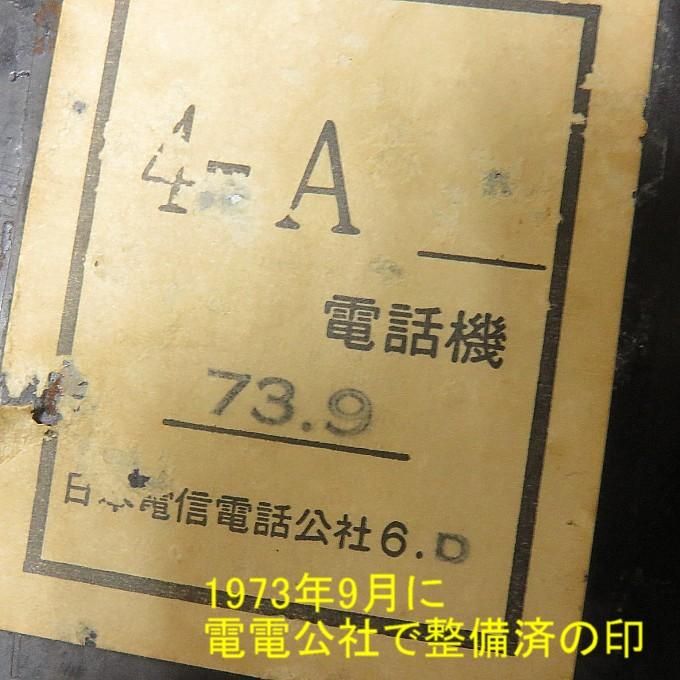 4-A
電話機
73.9
日本電信電話公社6.D
1973年9月に
電電公社で整備済の印